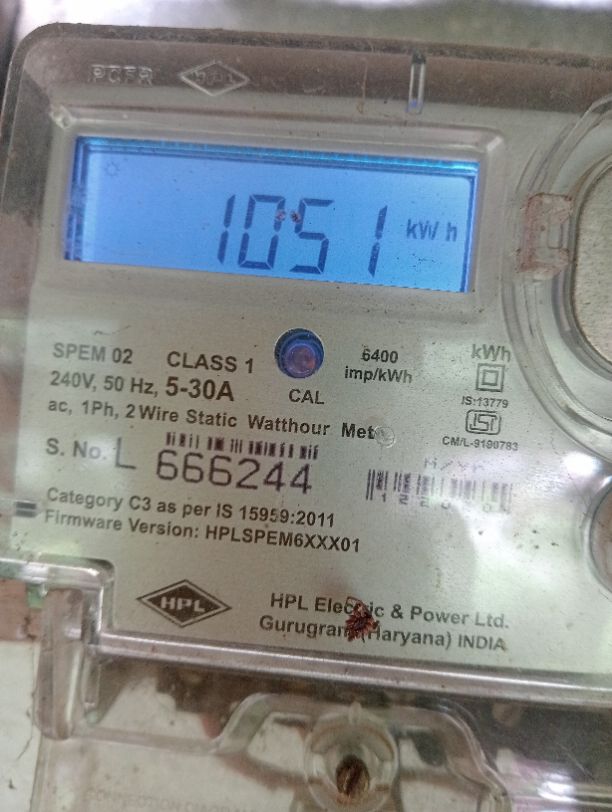 HPL
1051 kWh
SPEM 02 CLASS 1
6400 imp/kWh
kWh
240V, 50 Hz, 5-30A
CAL
IS:13779
ac, 1Ph, 2 Wire Static Watthour
CM/L-9190783
S. No. L 666244
Category C3 as per IS 15959:2011
Firmware Version: HPLSPEM6XXX01
HPL
HPL Electric & Power Ltd.
Gurugram (Haryana) INDIA